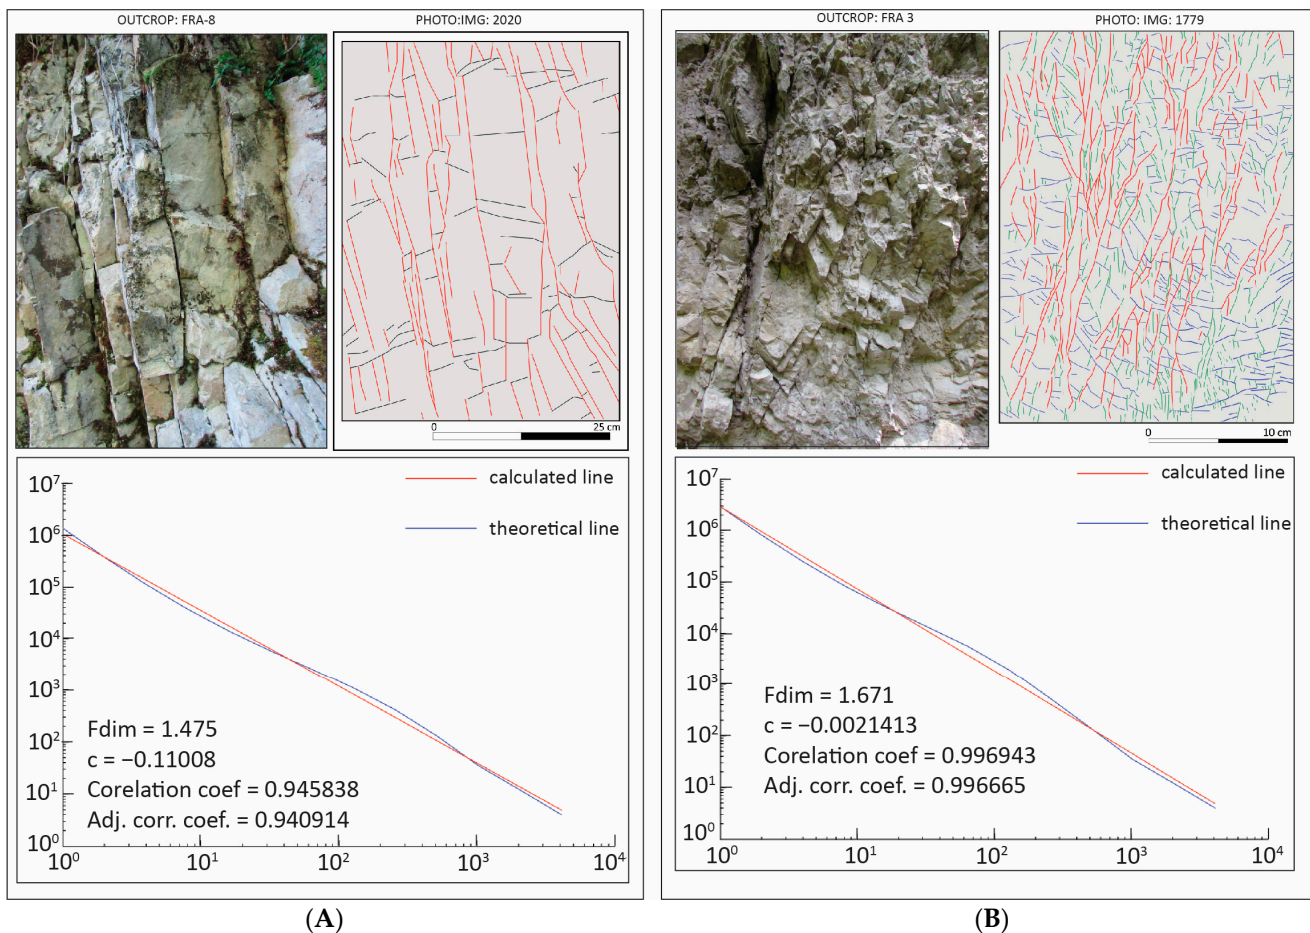 OUTCROP: FRA-8
PHOTO:IMG: 2020
0
25 cm
calculated line
theoretical line
10⁷
10⁶
10⁵
10⁴
10³
10²
10¹
10⁰
Fdim = 1.475
c = −0.11008
Corelation coef = 0.945838
Adj. corr. coef. = 0.940914
10⁰ 10¹ 10² 10³ 10⁴
(A)
OUTCROP: FRA 3
PHOTO: IMG: 1779
0
10 cm
calculated line
theoretical line
10⁷
10⁶
10⁵
10⁴
10³
10²
10¹
10⁰
Fdim = 1.671
c = −0.0021413
Corelation coef = 0.996943
Adj. corr. coef. = 0.996665
10⁰ 10¹ 10² 10³ 10⁴
(B)